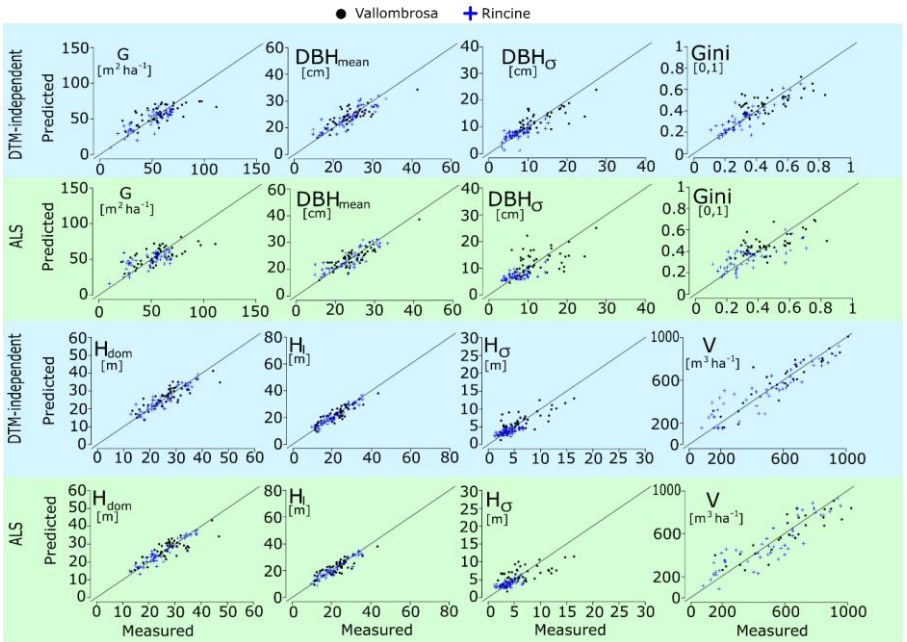 Vallombrosa Rincine
DTM-independent
Predicted
G
[m² ha⁻¹]
150
100
50
0
0 50 100 150
DBHmean
[cm]
60
40
20
0
0 20 40 60
DBHσ
[cm]
40
30
20
10
0
0 10 20 30 40
Gini
[0,1]
1
0.8
0.6
0.4
0.2
0
0 0.2 0.4 0.6 0.8 1
ALS
Predicted
G
[m² ha⁻¹]
150
100
50
0
0 50 100 150
DBHmean
[cm]
60
40
20
0
0 20 40 60
DBHσ
[cm]
40
30
20
10
0
0 10 20 30 40
Gini
[0,1]
1
0.8
0.6
0.4
0.2
0
0 0.2 0.4 0.6 0.8 1
DTM-independent
Predicted
Hdom
[m]
60
50
40
30
20
10
0
0 10 20 30 40 50 60
Hl
[m]
80
60
40
20
0
0 20 40 60 80
Hσ
[m]
30
25
20
15
10
5
0
0 5 10 15 20 25 30
V
[m³ ha⁻¹]
1000
600
200
0 200 600 1000
ALS
Predicted
Hdom
[m]
60
50
40
30
20
10
0
0 10 20 30 40 50 60
Measured
Hl
[m]
80
60
40
20
0
0 20 40 60 80
Measured
Hσ
[m]
30
25
20
15
10
5
0
0 5 10 15 20 25 30
Measured
V
[m³ ha⁻¹]
1000
600
200
0 200 600 1000
Measured